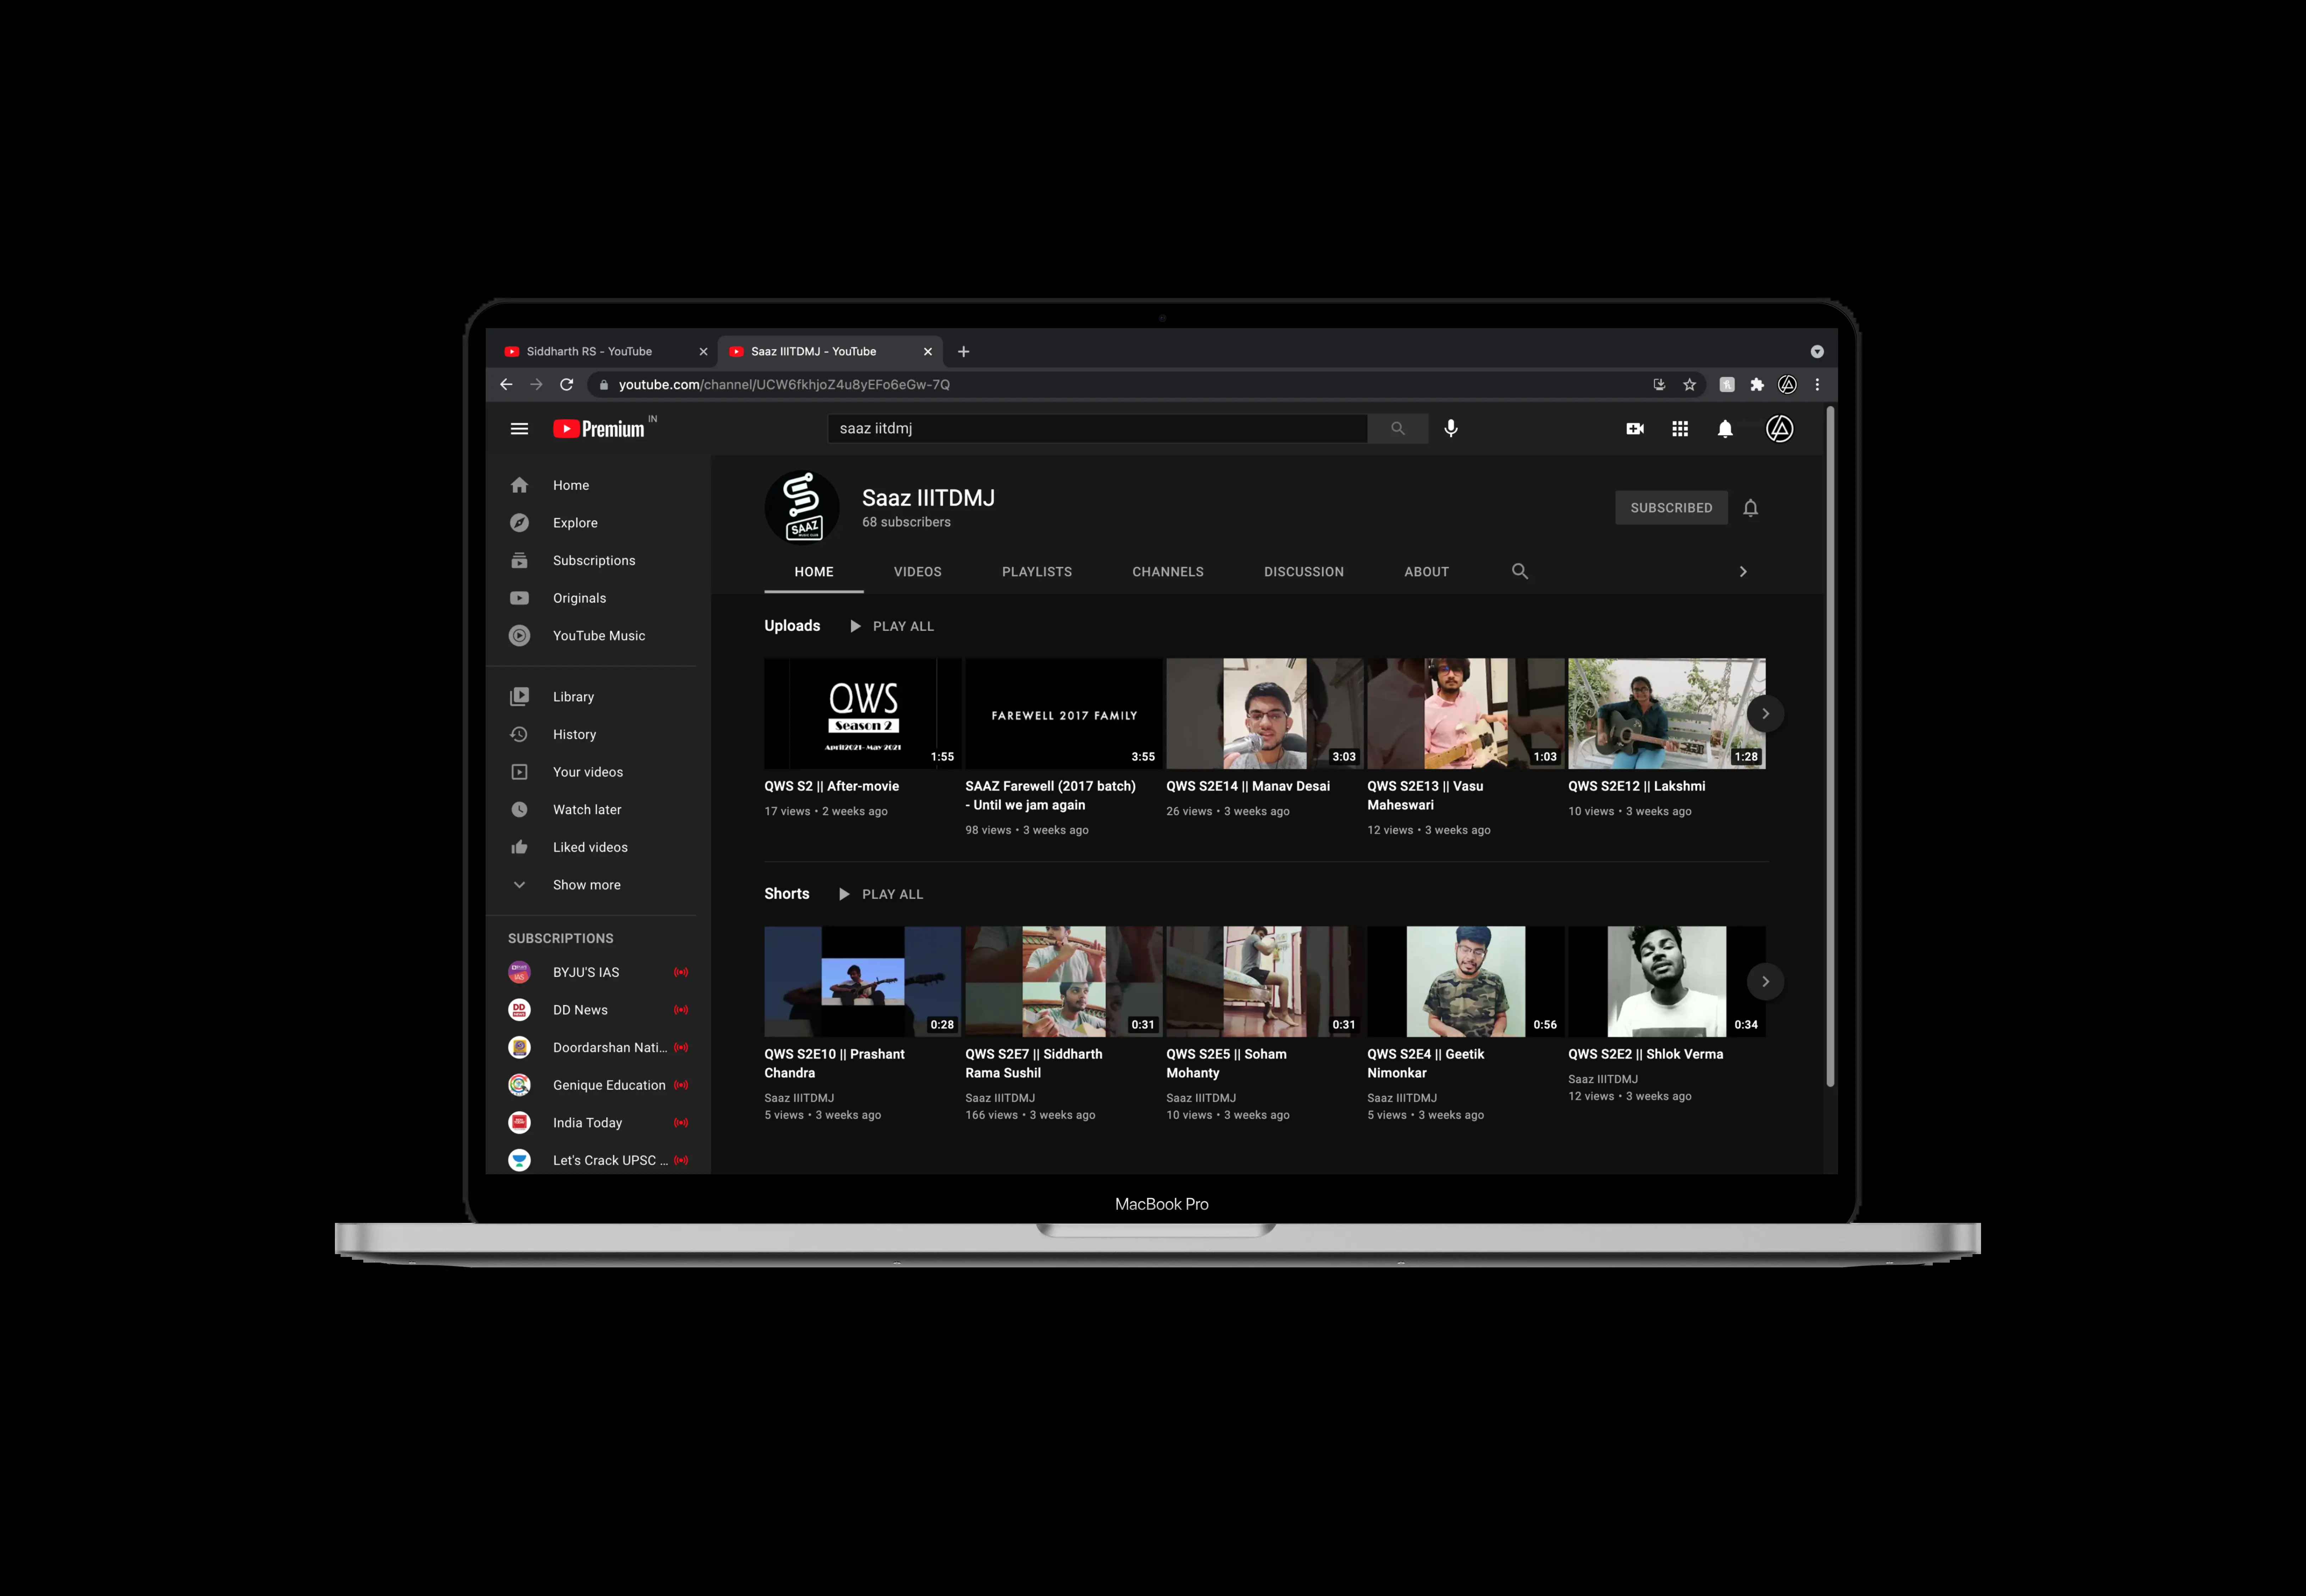 Siddharth RS - YouTube
Saaz IIITDMJ - YouTube
youtube.com/channel/UCW6fkhjoZ4u8yEFo6eGw-7Q
Premium IN
saaz iitdmj
Home
Explore
Subscriptions
Originals
YouTube Music
Library
History
Your videos
Watch later
Liked videos
Show more
SUBSCRIPTIONS
BYJU'S IAS
DD News
Doordarshan Nati...
Genique Education
India Today
Let's Crack UPSC ...
SAAZ
MUSIC CLUB
Saaz IIITDMJ
68 subscribers
SUBSCRIBED
HOME VIDEOS PLAYLISTS CHANNELS DISCUSSION ABOUT
Uploads PLAY ALL
QWS
Season 2
April2021- May 2021
1:55
QWS S2 || After-movie
17 views • 2 weeks ago
FAREWELL 2017 FAMILY
3:55
SAAZ Farewell (2017 batch)
- Until we jam again
98 views • 3 weeks ago
3:03
QWS S2E14 || Manav Desai
26 views • 3 weeks ago
1:03
QWS S2E13 || Vasu
Maheswari
12 views • 3 weeks ago
1:28
QWS S2E12 || Lakshmi
10 views • 3 weeks ago
Shorts PLAY ALL
0:28
QWS S2E10 || Prashant
Chandra
Saaz IIITDMJ
5 views • 3 weeks ago
0:31
QWS S2E7 || Siddharth
Rama Sushil
Saaz IIITDMJ
166 views • 3 weeks ago
0:31
QWS S2E5 || Soham
Mohanty
Saaz IIITDMJ
10 views • 3 weeks ago
0:56
QWS S2E4 || Geetik
Nimonkar
Saaz IIITDMJ
5 views • 3 weeks ago
0:34
QWS S2E2 || Shlok Verma
Saaz IIITDMJ
12 views • 3 weeks ago
MacBook Pro